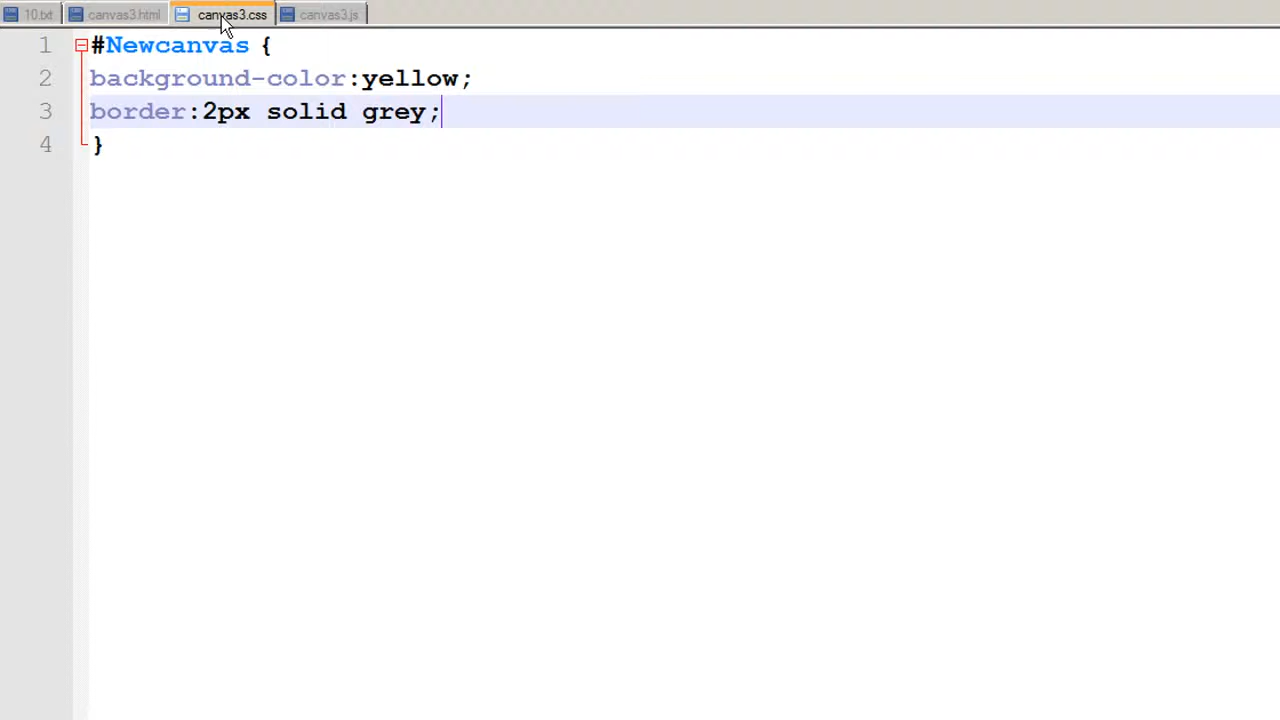 10.txt canvas3.html canvas3.css canvas3.js
1 #Newcanvas {
2 background-color:yellow;
3 border:2px solid grey;
4 }